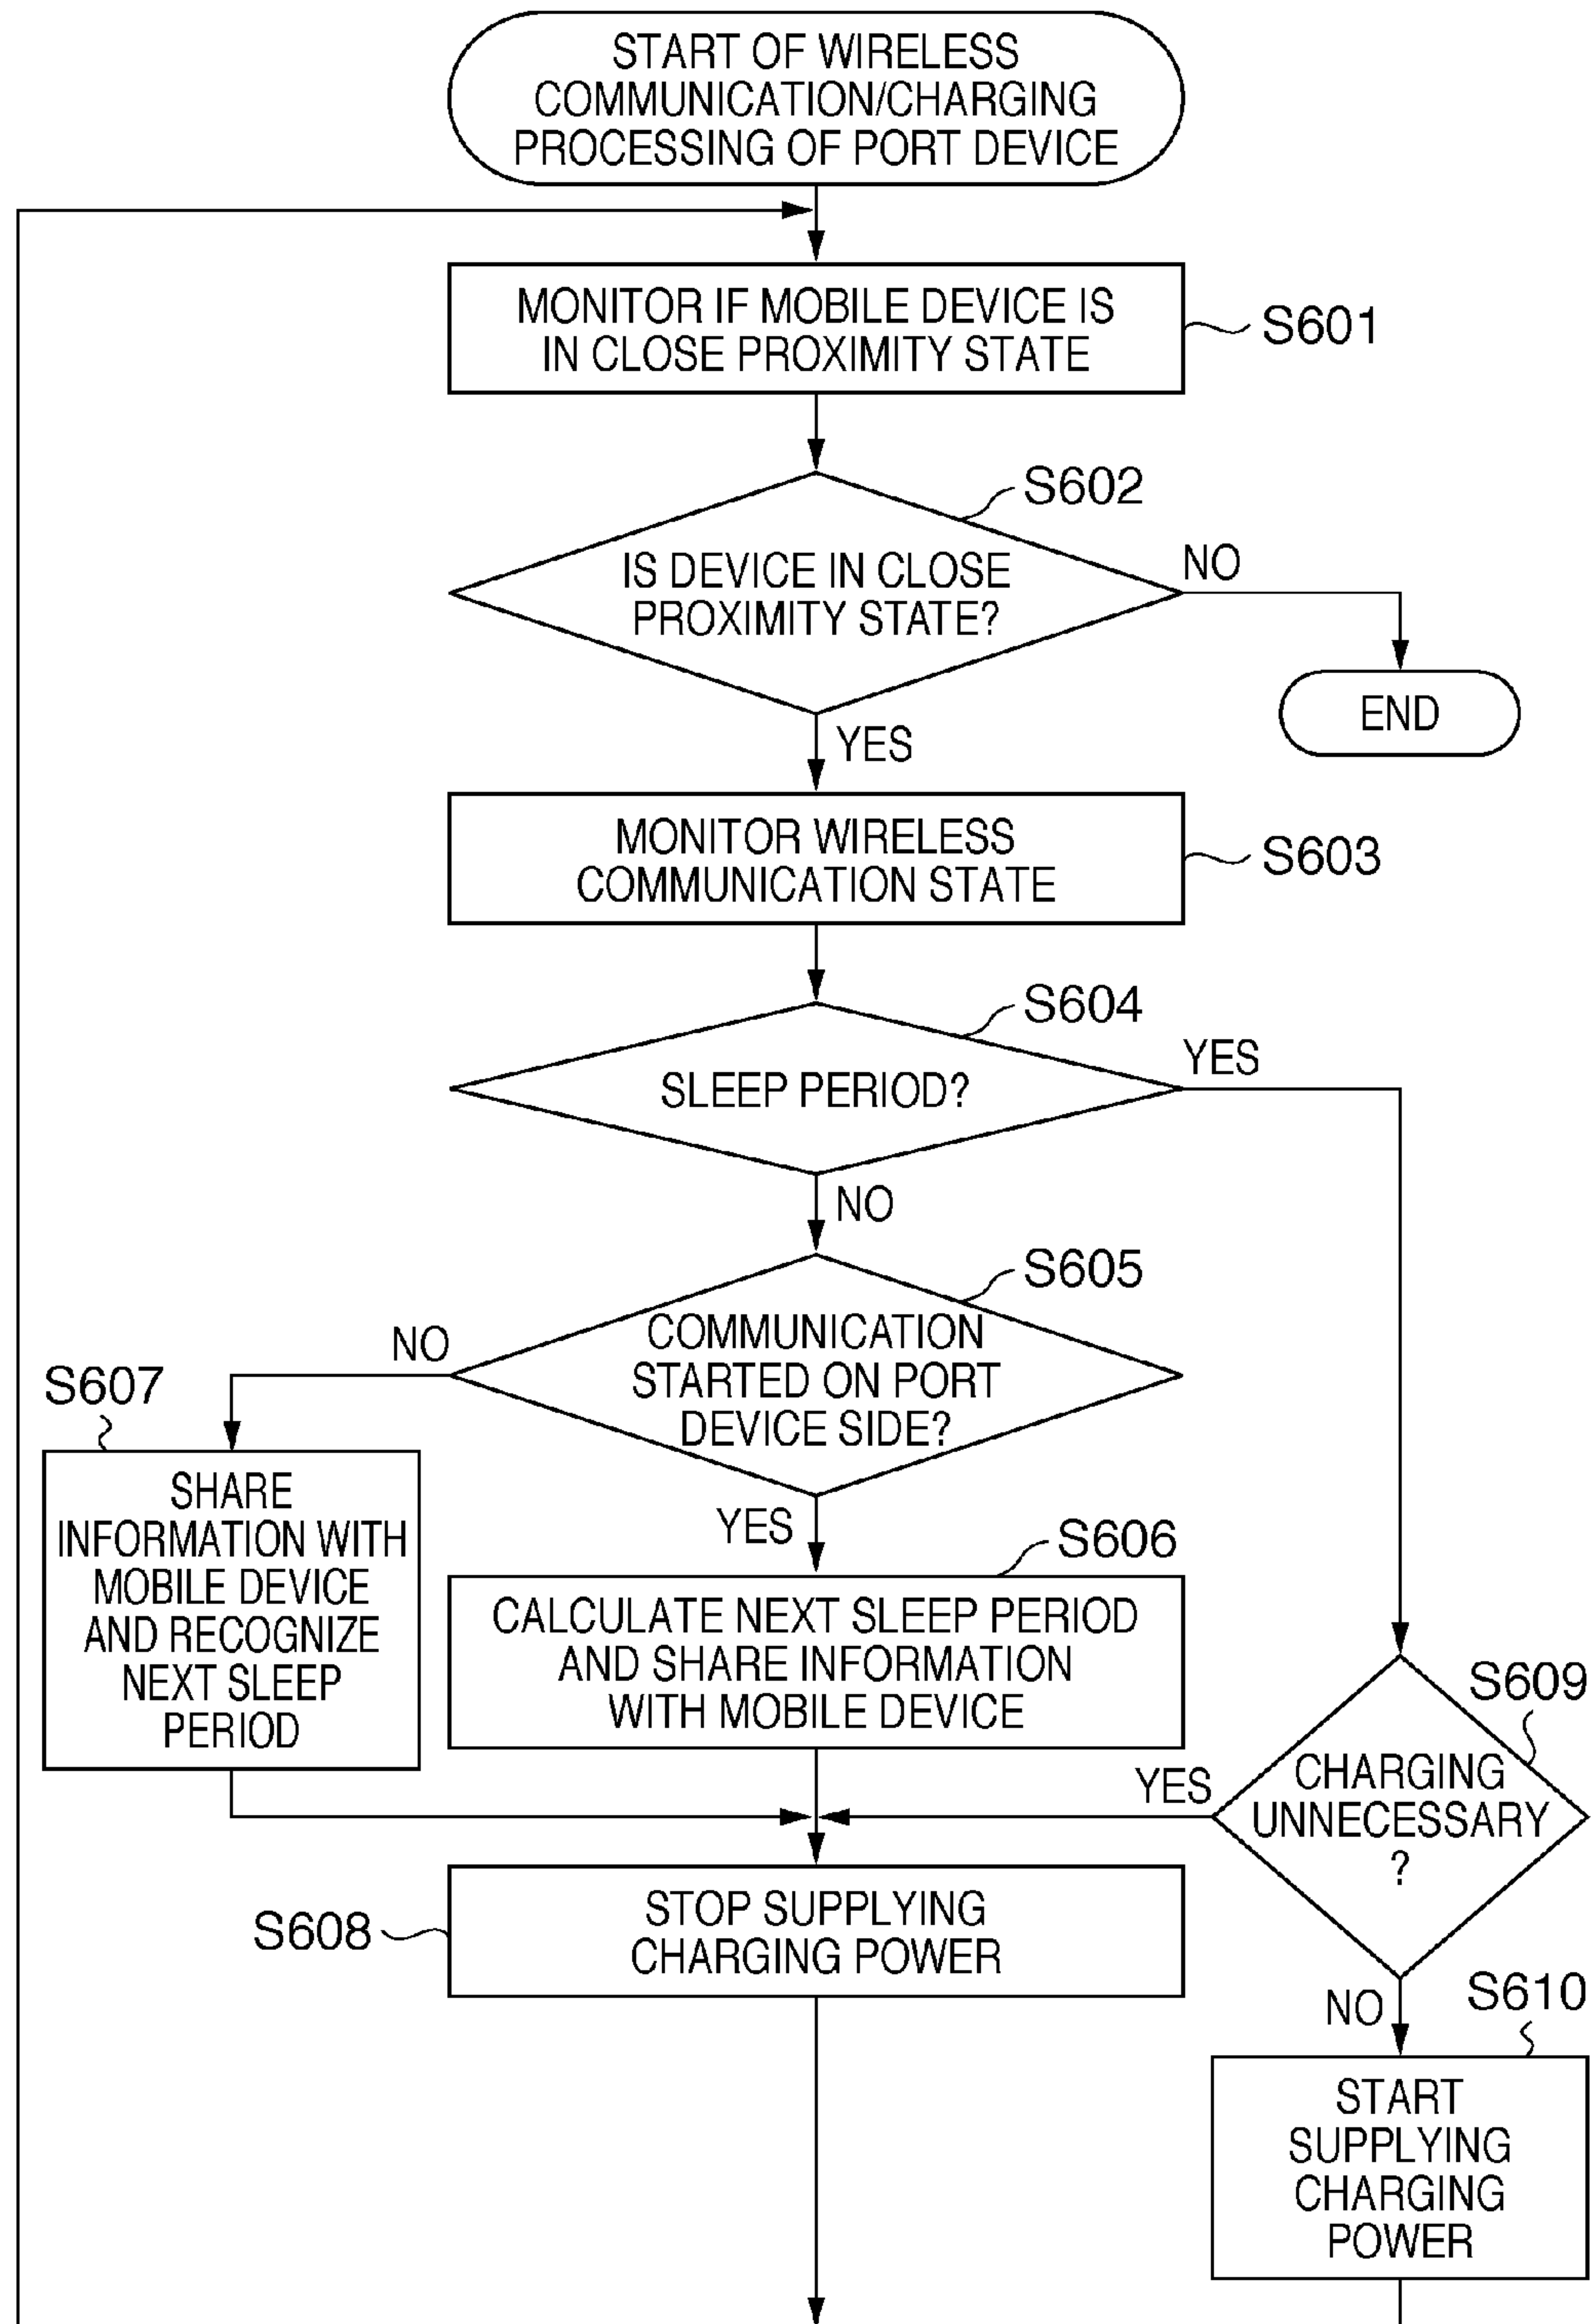 START OF WIRELESS
COMMUNICATION/CHARGING
PROCESSING OF PORT DEVICE
MONITOR IF MOBILE DEVICE IS
IN CLOSE PROXIMITY STATE
S601
S602
IS DEVICE IN CLOSE
PROXIMITY STATE?
NO
END
YES
MONITOR WIRELESS
COMMUNICATION STATE
S603
S604
SLEEP PERIOD?
YES
NO
S605
COMMUNICATION
STARTED ON PORT
DEVICE SIDE?
NO
S607
SHARE
INFORMATION WITH
MOBILE DEVICE
AND RECOGNIZE
NEXT SLEEP
PERIOD
YES
S606
CALCULATE NEXT SLEEP PERIOD
AND SHARE INFORMATION
WITH MOBILE DEVICE
S609
CHARGING
UNNECESSARY
?
YES
S608
STOP SUPPLYING
CHARGING POWER
NO
S610
START
SUPPLYING
CHARGING
POWER